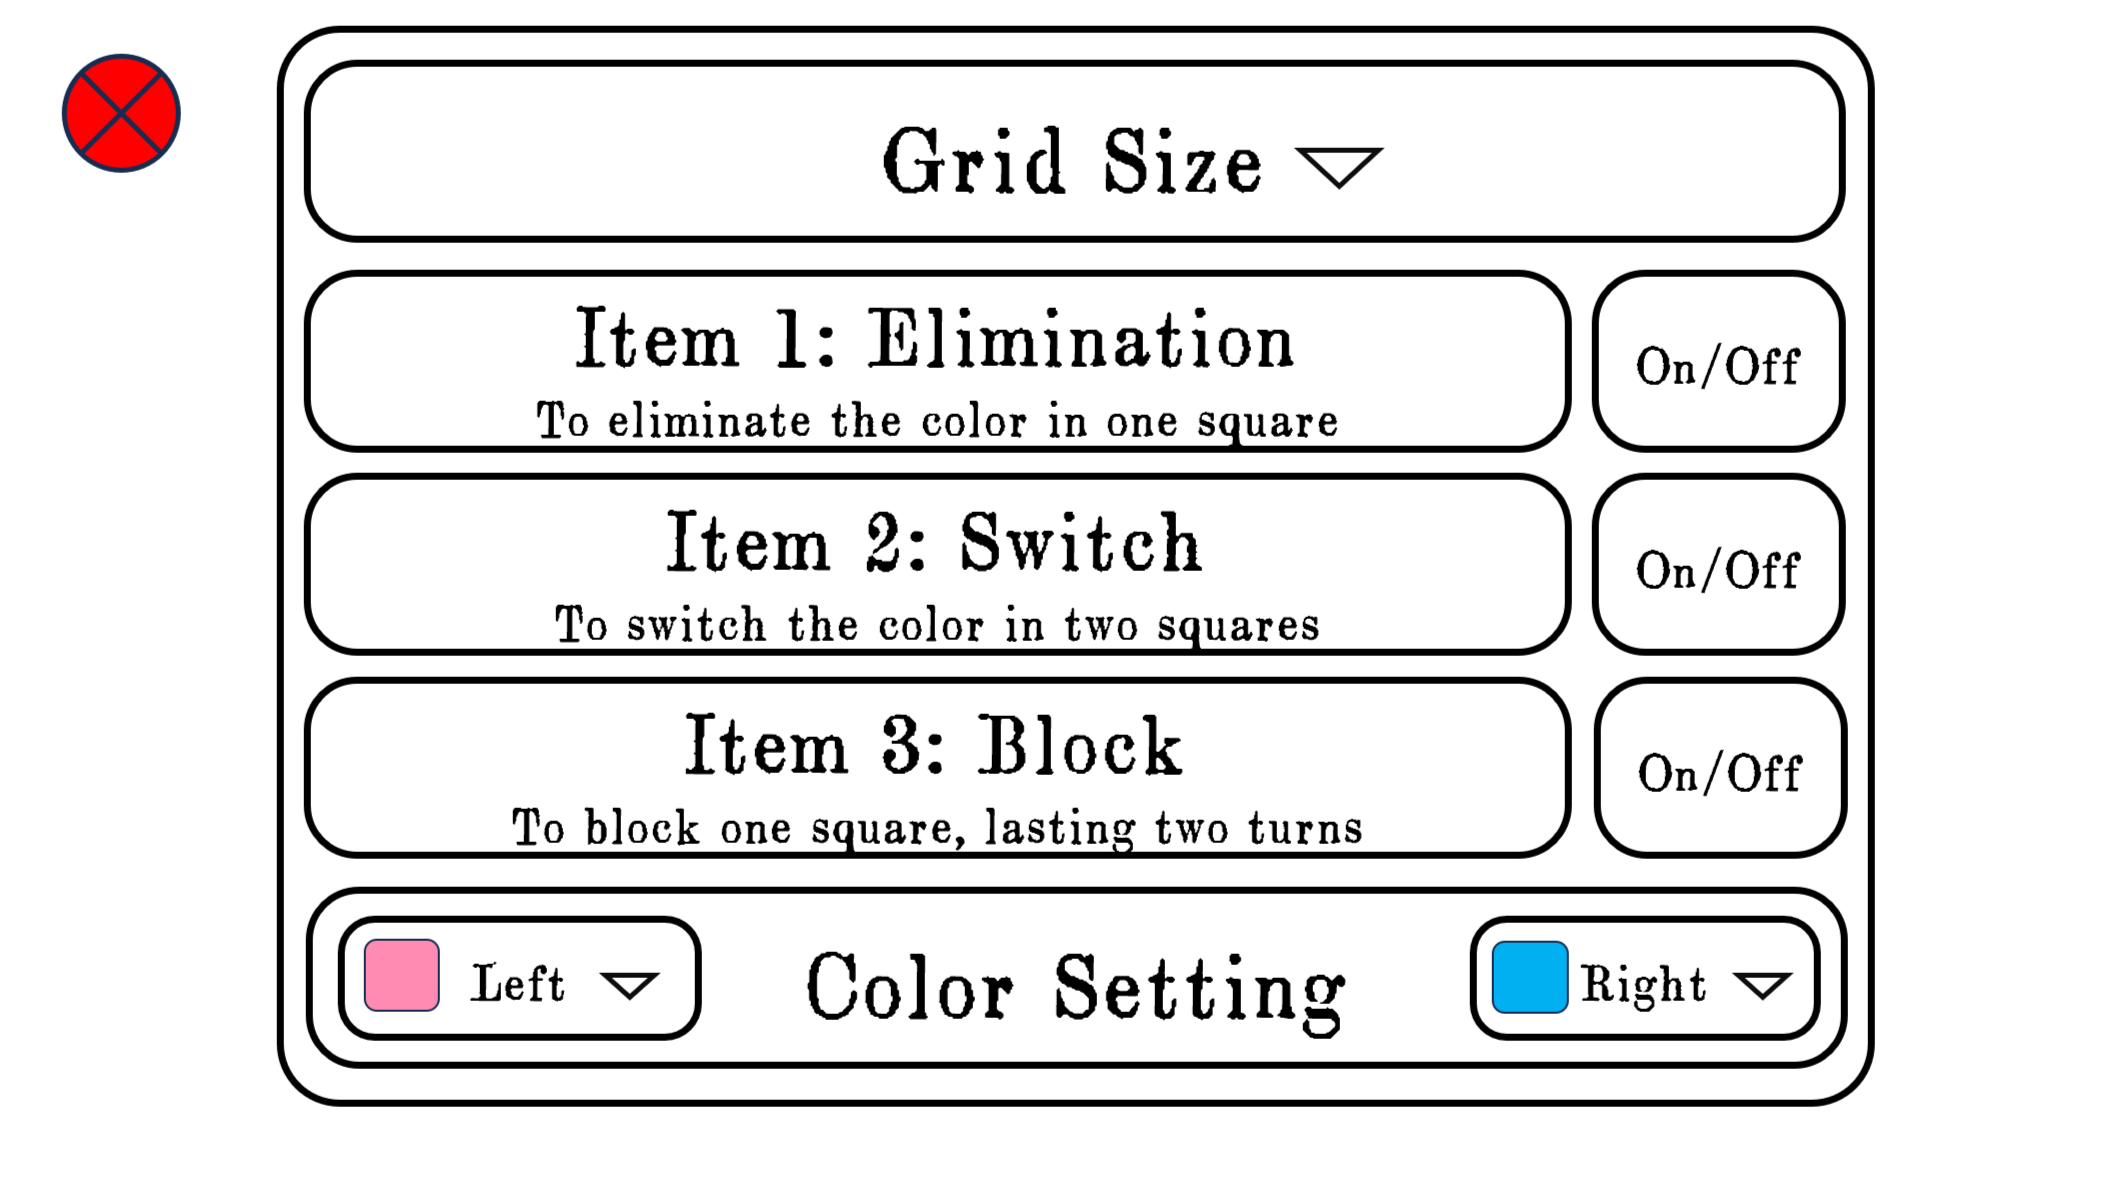 Grid Size
Item 1: Elimination
To eliminate the color in one square
On/Off
Item 2: Switch
To switch the color in two squares
On/Off
Item 3: Block
To block one square, lasting two turns
On/Off
Left
Color Setting
Right